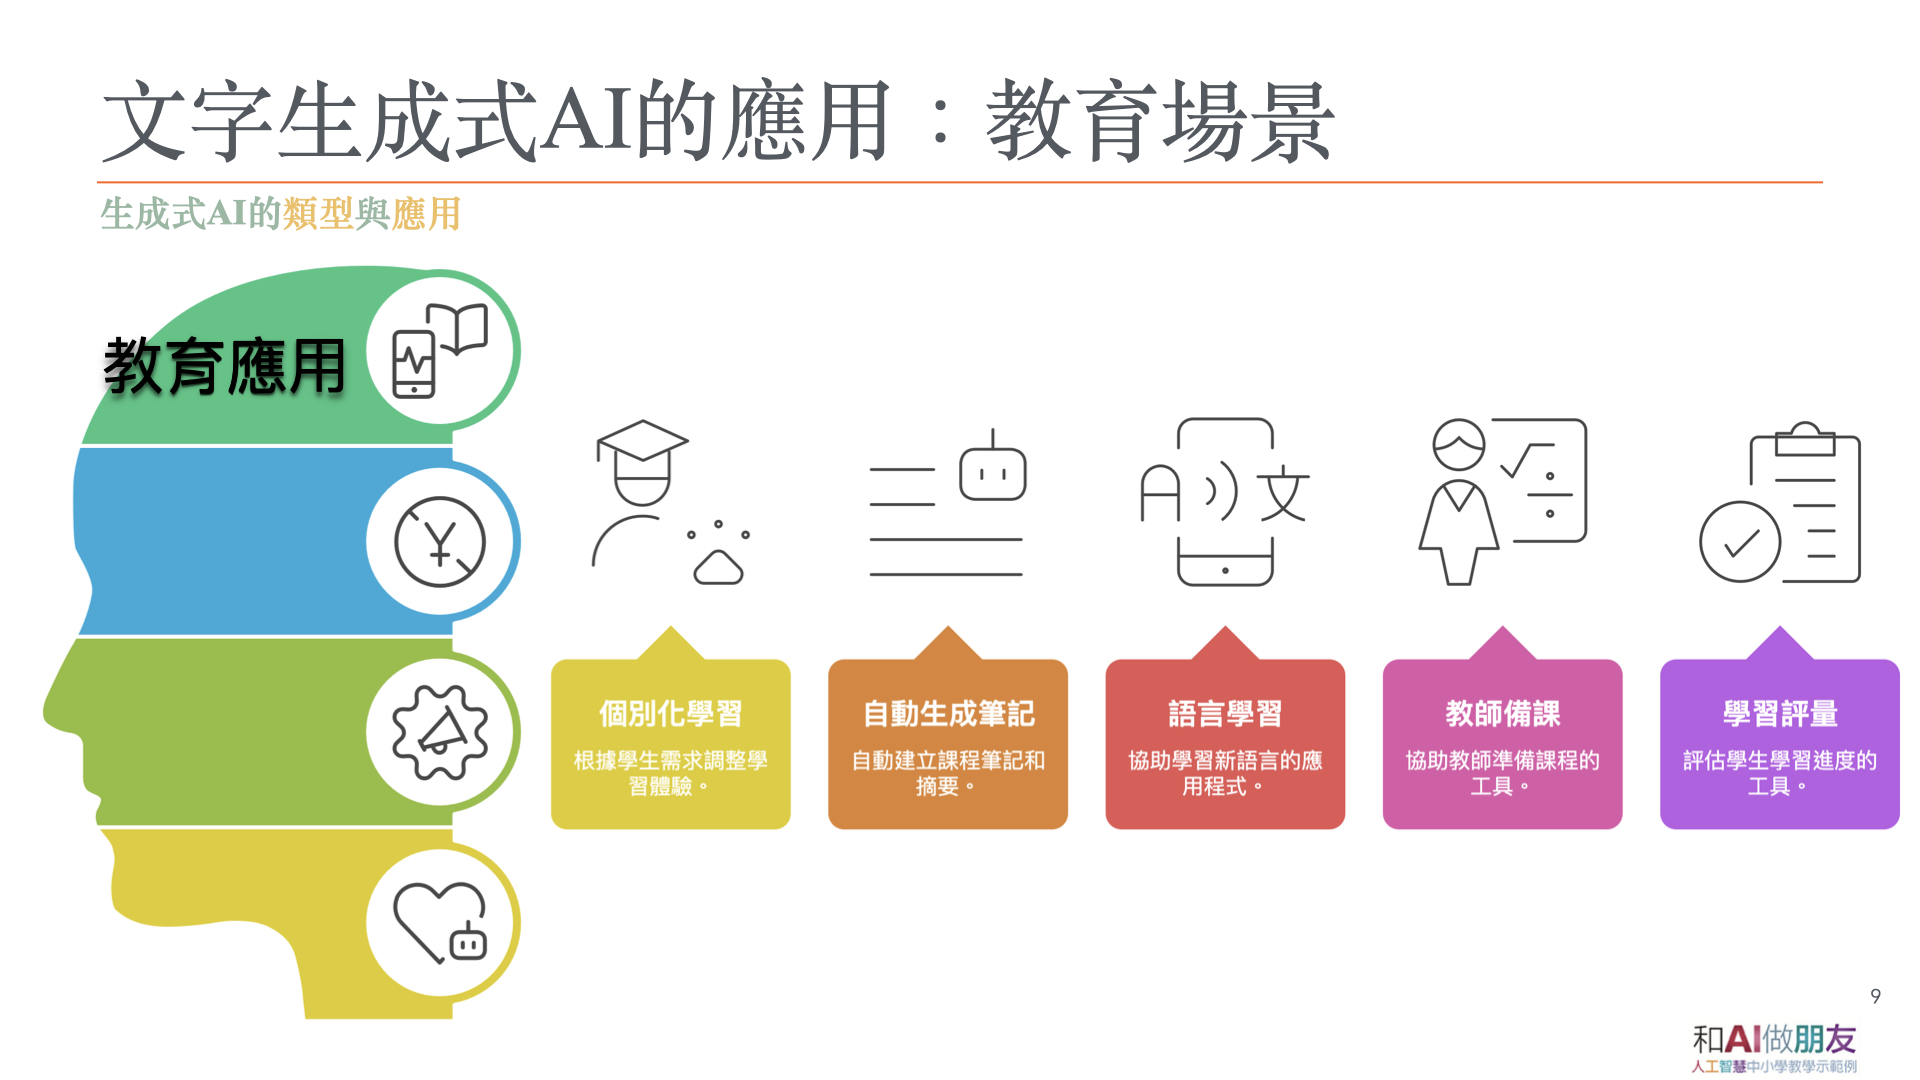 文字生成式AI的應用：教育場景
生成式AI的類型與應用
教育應用
¥
A 文
個別化學習
根據學生需求調整學
習體驗。
自動生成筆記
自動建立課程筆記和
摘要。
語言學習
協助學習新語言的應
用程式。
教師備課
協助教師準備課程的
工具。
學習評量
評估學生學習進度的
工具。
9
和AI做朋友
人工智慧中小學教學示範例